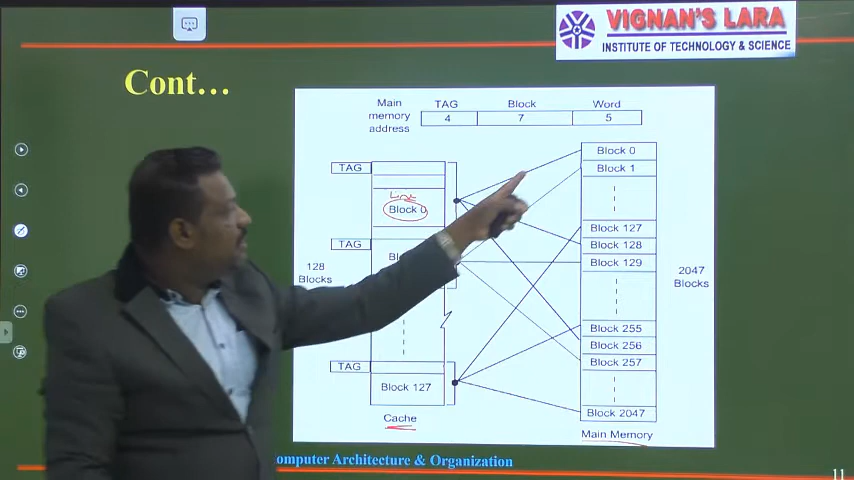 VIGNAN'S LARA
INSTITUTE OF TECHNOLOGY & SCIENCE
Cont…
Main memory address
TAG
Block
Word
4
7
5
TAG
Line
Block 0
TAG
128
Blocks
TAG
Block 127
Cache
Block 0
Block 1
Block 127
Block 128
Block 129
Block 255
Block 256
Block 257
Block 2047
2047
Blocks
Main Memory
omputer Architecture & Organization
11